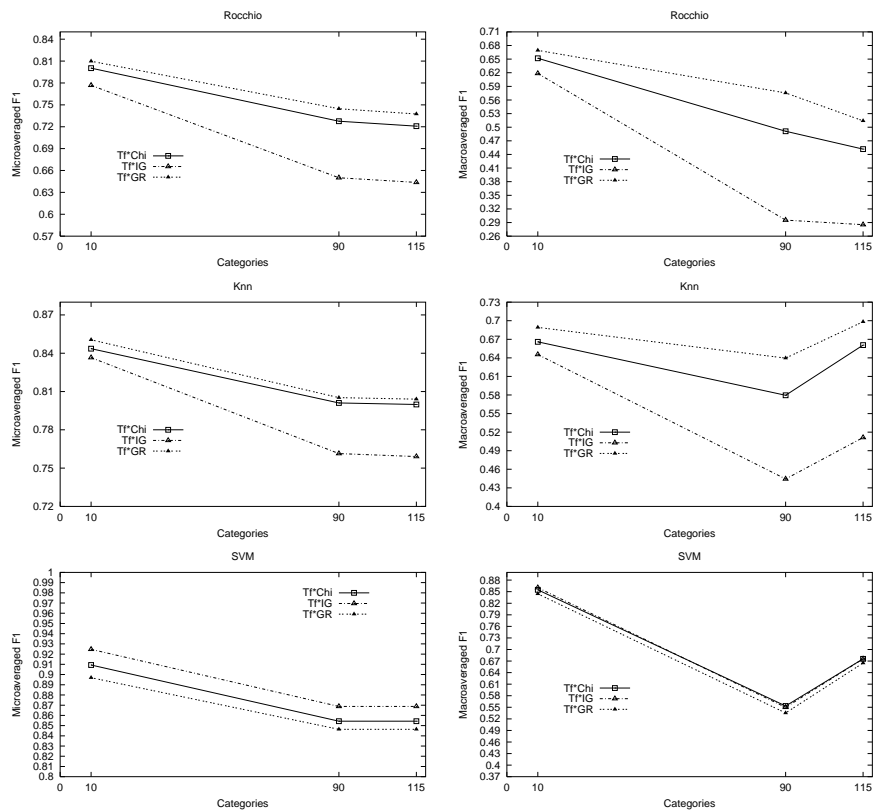 Rocchio
0.84
0.81
0.78
0.75
0.72
0.69
0.66
0.63
0.6
0.57
0
10
90
115
Categories
Microaveraged F1
Tf*Chi
Tf*IG
Tf*GR
Rocchio
0.71
0.68
0.65
0.62
0.59
0.56
0.53
0.5
0.47
0.44
0.41
0.38
0.35
0.32
0.29
0.26
0
10
90
115
Categories
Macroaveraged F1
Tf*Chi
Tf*IG
Tf*GR
Knn
0.87
0.84
0.81
0.78
0.75
0.72
0
10
90
115
Categories
Microaveraged F1
Tf*Chi
Tf*IG
Tf*GR
Knn
0.73
0.7
0.67
0.64
0.61
0.58
0.55
0.52
0.49
0.46
0.43
0.4
0
10
90
115
Categories
Macroaveraged F1
Tf*Chi
Tf*IG
Tf*GR
SVM
1
0.99
0.98
0.97
0.96
0.95
0.94
0.93
0.92
0.91
0.9
0.89
0.88
0.87
0.86
0.85
0.84
0.83
0.82
0.81
0.8
0
10
90
115
Categories
Microaveraged F1
Tf*Chi
Tf*IG
Tf*GR
SVM
0.88
0.85
0.82
0.79
0.76
0.73
0.7
0.67
0.64
0.61
0.58
0.55
0.52
0.49
0.46
0.43
0.4
0.37
0
10
90
115
Categories
Macroaveraged F1
Tf*Chi
Tf*IG
Tf*GR